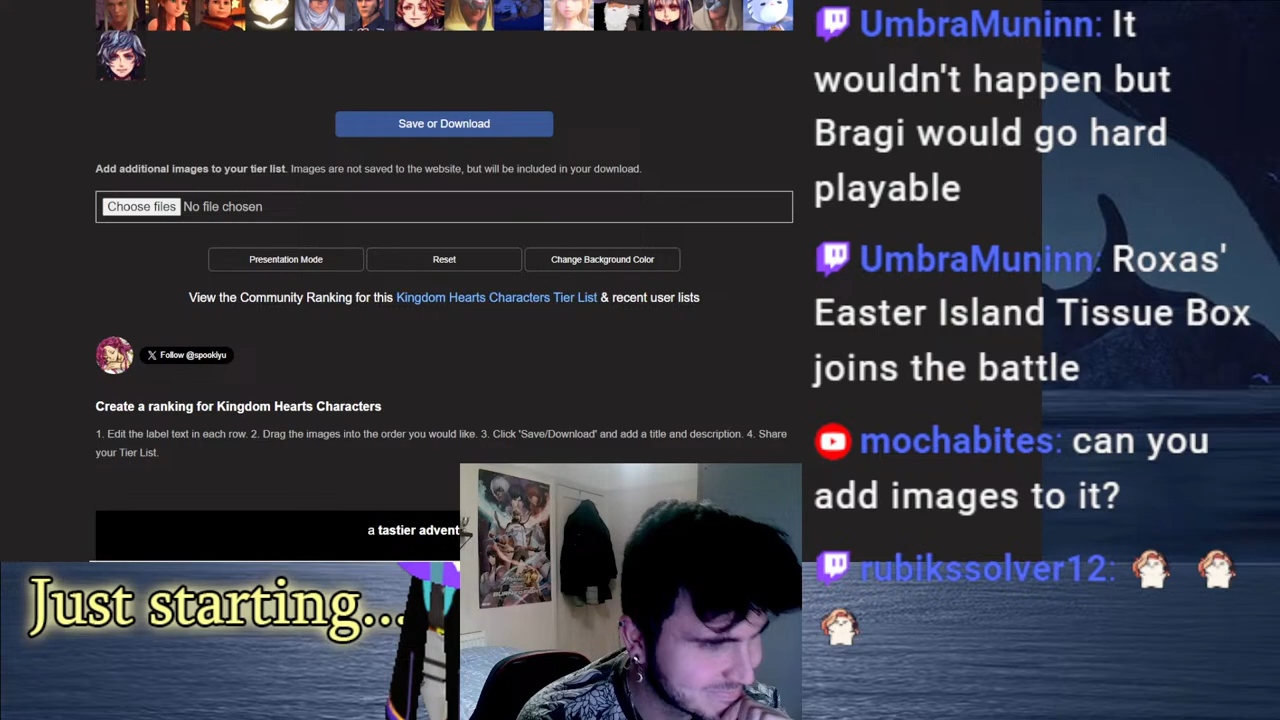 Save or Download
Add additional images to your tier list. Images are not saved to the website, but will be included in your download.
Choose files No file chosen
Presentation Mode
Reset
Change Background Color
View the Community Ranking for this Kingdom Hearts Characters Tier List & recent user lists
Follow @spookiyu
Create a ranking for Kingdom Hearts Characters
1. Edit the label text in each row. 2. Drag the images into the order you would like. 3. Click 'Save/Download' and add a title and description. 4. Share
your Tier List.
a tastier advent
Just starting...
UmbraMuninn: It
wouldn't happen but
Bragi would go hard
playable
UmbraMuninn: Roxas'
Easter Island Tissue Box
joins the battle
mochabites: can you
add images to it?
rubikssolver12: